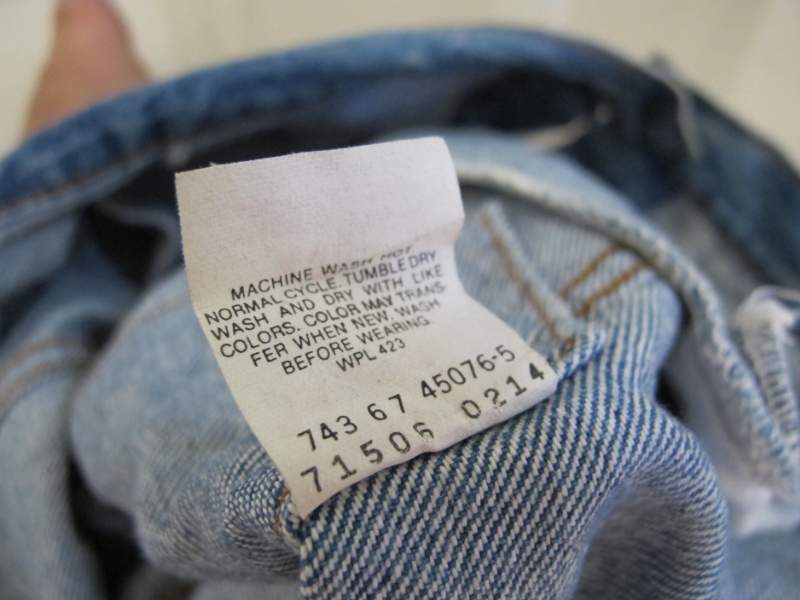 MACHINE WASH HOT
NORMAL CYCLE. TUMBLE DRY
WASH AND DRY WITH LIKE
COLORS. COLOR MAY TRANS-
FER WHEN NEW. WASH
BEFORE WEARING.
WPL 423
743 67 45076-5
71506 0214